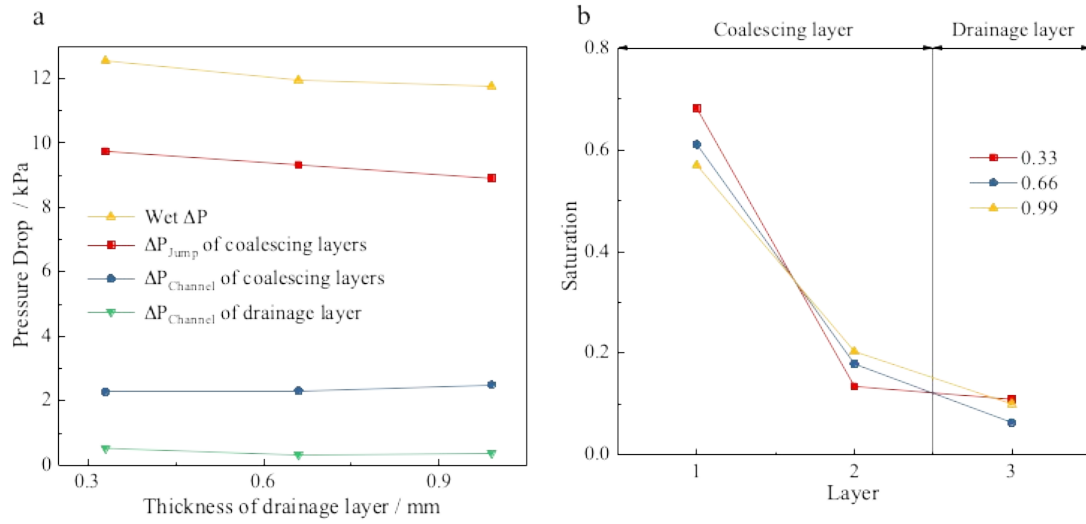 a
12
10
8
6
4
2
0
Pressure Drop / kPa
Wet ΔP
ΔP_Jump of coalescing layers
ΔP_Channel of coalescing layers
ΔP_Channel of drainage layer
0.3
0.6
0.9
Thickness of drainage layer / mm
b
Coalescing layer
Drainage layer
0.8
0.6
0.4
0.2
0.0
Saturation
0.33
0.66
0.99
1
2
3
Layer